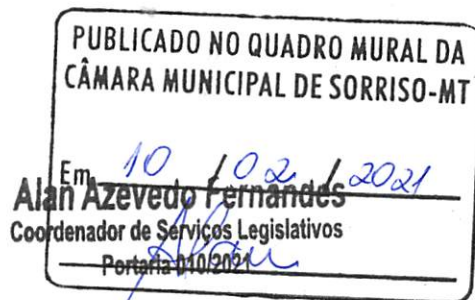 PUBLICADO NO QUADRO MURAL DA
CÂMARA MUNICIPAL DE SORRISO-MT
Em 10 / 02 / 2021
Alan Azevedo Fernandes
Coordenador de Serviços Legislativos
Portaria 010/2021